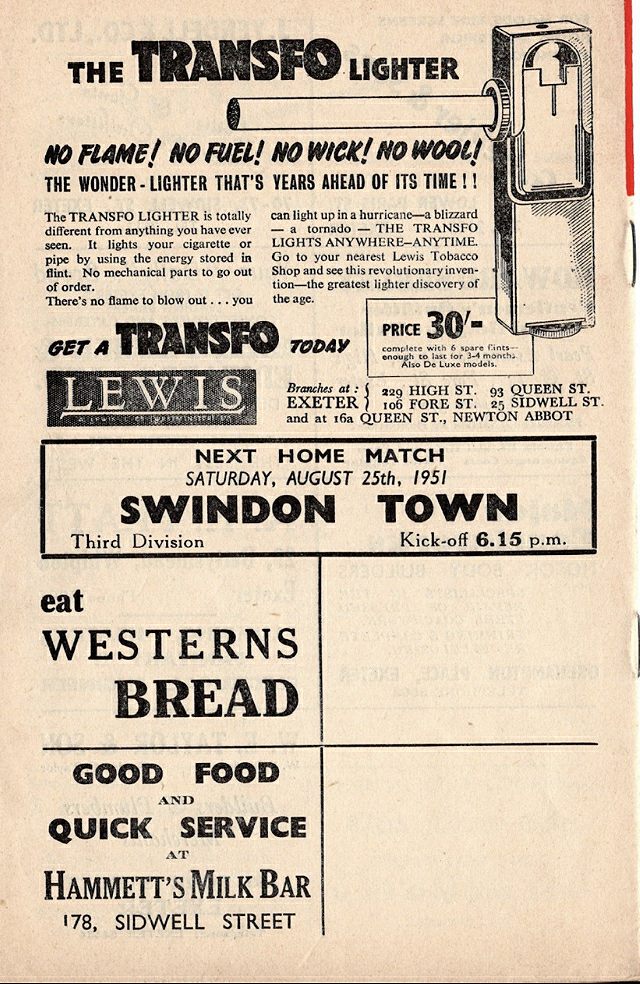 THE TRANSFO LIGHTER
NO FLAME! NO FUEL! NO WICK! NO WOOL!
THE WONDER-LIGHTER THAT'S YEARS AHEAD OF ITS TIME!!
The TRANSFO LIGHTER is totally
different from anything you have ever
seen. It lights your cigarette or
pipe by using the energy stored in
flint. No mechanical parts to go out
of order.
There's no flame to blow out . . . you
can light up in a hurricane—a blizzard
— a tornado — THE TRANSFO
LIGHTS ANYWHERE—ANYTIME.
Go to your nearest Lewis Tobacco
Shop and see this revolutionary inven-
tion—the greatest lighter discovery of
the age.
GET A TRANSFO TODAY
PRICE 30/-
complete with 6 spare flints—
enough to last for 3-4 months.
Also De Luxe models.
LEWIS
Branches at :
EXETER
229 HIGH ST. 93 QUEEN ST.
106 FORE ST. 25 SIDWELL ST.
and at 16a QUEEN ST., NEWTON ABBOT
NEXT HOME MATCH
SATURDAY, AUGUST 25th, 1951
SWINDON TOWN
Third Division Kick-off 6.15 p.m.
eat
WESTERNS
BREAD
GOOD FOOD
AND
QUICK SERVICE
AT
HAMMETT'S MILK BAR
178, SIDWELL STREET